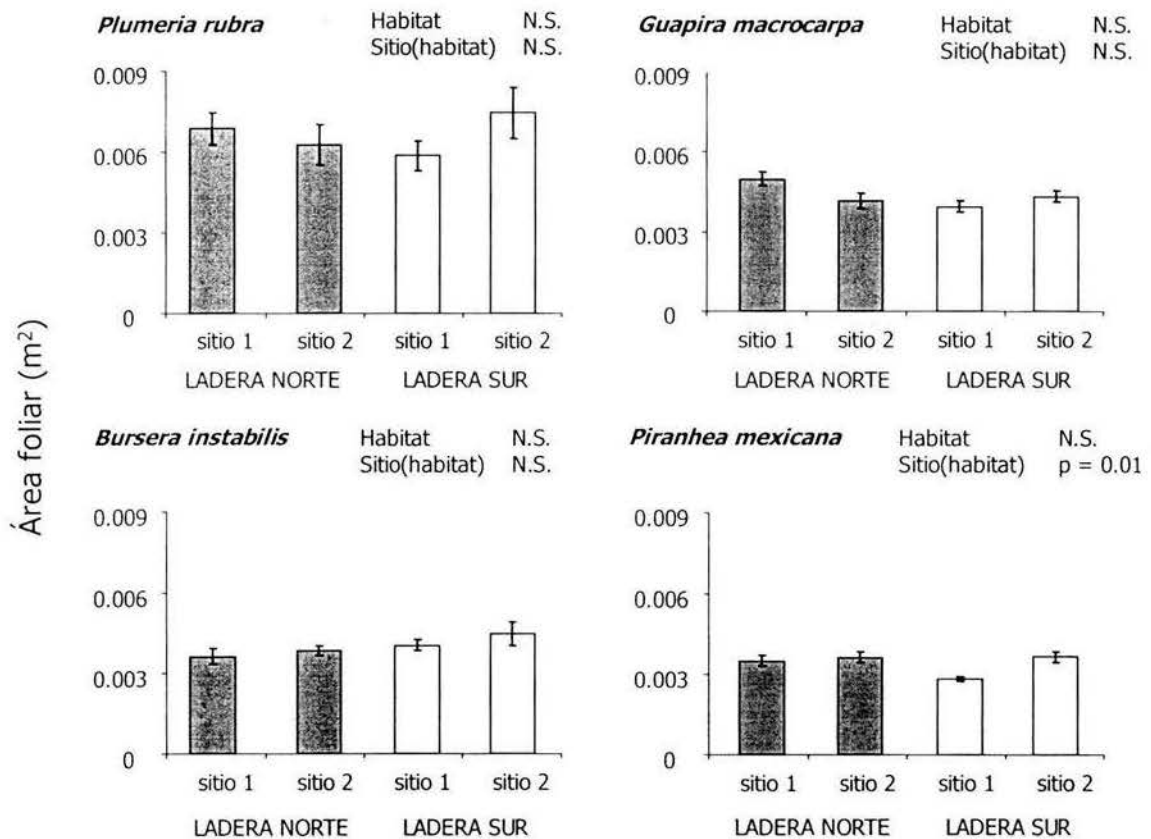 Área foliar (m²)
Plumeria rubra
Habitat N.S.
Sitio(habitat) N.S.
0.009
0.006
0.003
0
sitio 1 sitio 2 sitio 1 sitio 2
LADERA NORTE LADERA SUR
Guapira macrocarpa
Habitat N.S.
Sitio(habitat) N.S.
0.009
0.006
0.003
0
sitio 1 sitio 2 sitio 1 sitio 2
LADERA NORTE LADERA SUR
Bursera instabilis
Habitat N.S.
Sitio(habitat) N.S.
0.009
0.006
0.003
0
sitio 1 sitio 2 sitio 1 sitio 2
LADERA NORTE LADERA SUR
Piranhea mexicana
Habitat N.S.
Sitio(habitat) p = 0.01
0.009
0.006
0.003
0
sitio 1 sitio 2 sitio 1 sitio 2
LADERA NORTE LADERA SUR